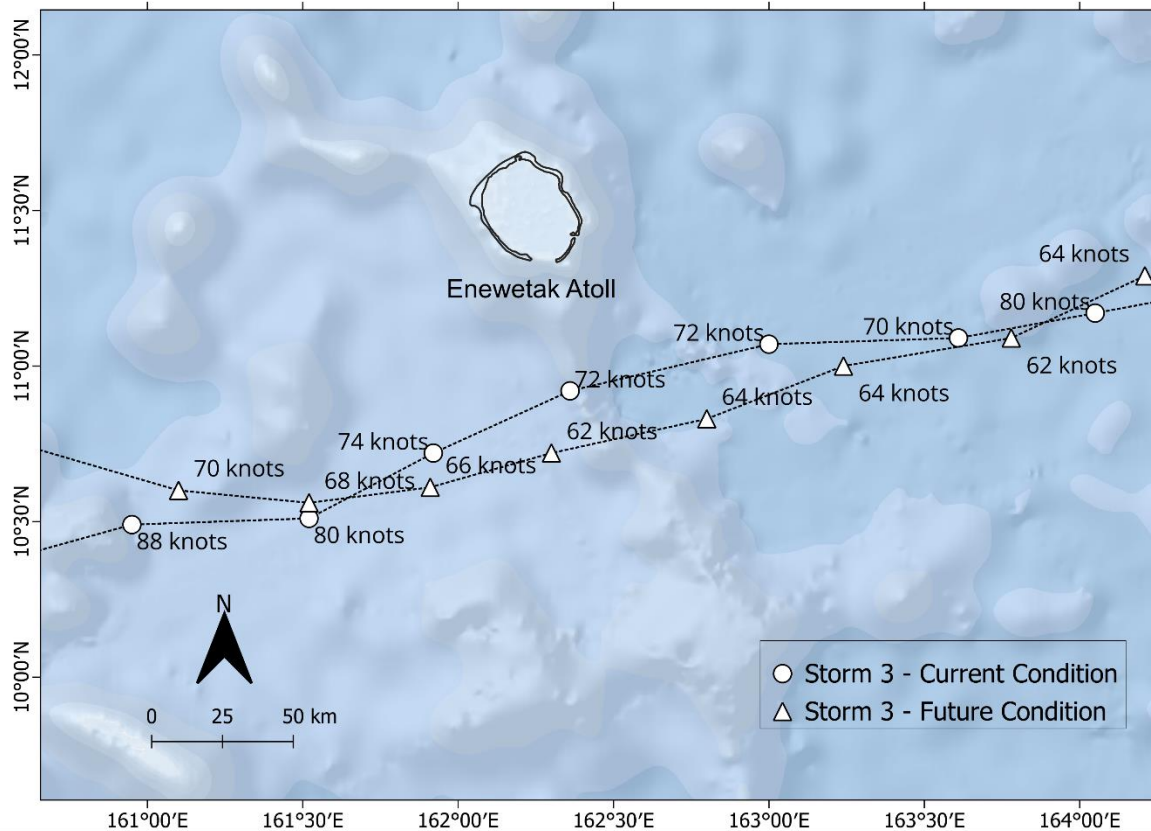 12°00'N
11°30'N
11°00'N
10°30'N
10°00'N
Enewetak Atoll
64 knots
80 knots
70 knots
72 knots
62 knots
72 knots
64 knots
64 knots
74 knots
62 knots
66 knots
70 knots
68 knots
88 knots
80 knots
N
0 25 50 km
Storm 3 - Current Condition
Storm 3 - Future Condition
161°00'E 161°30'E 162°00'E 162°30'E 163°00'E 163°30'E 164°00'E